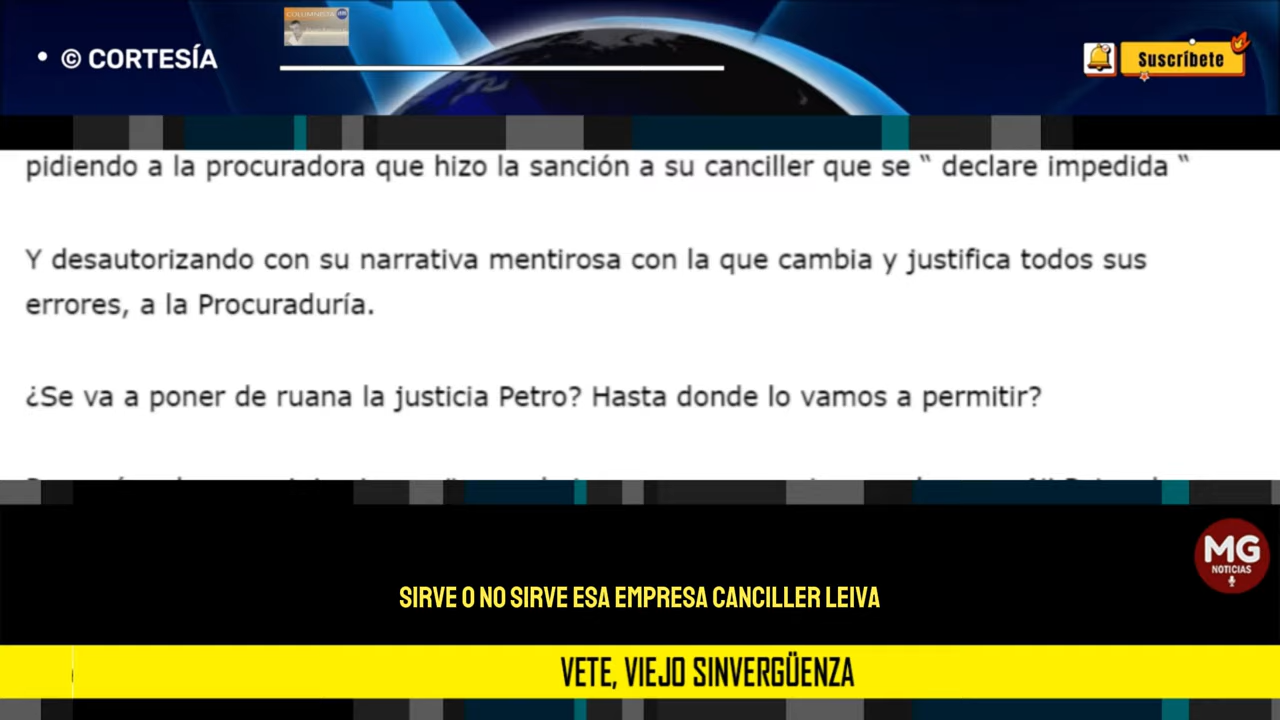 • © CORTESÍA
COLUMNISTA
Suscríbete
pidiendo a la procuradora que hizo la sanción a su canciller que se “ declare impedida “
Y desautorizando con su narrativa mentirosa con la que cambia y justifica todos sus
errores, a la Procuraduría.
¿Se va a poner de ruana la justicia Petro? Hasta donde lo vamos a permitir?
MG
NOTICIAS
SIRVE O NO SIRVE ESA EMPRESA CANCILLER LEIVA
VETE, VIEJO SINVERGÜENZA